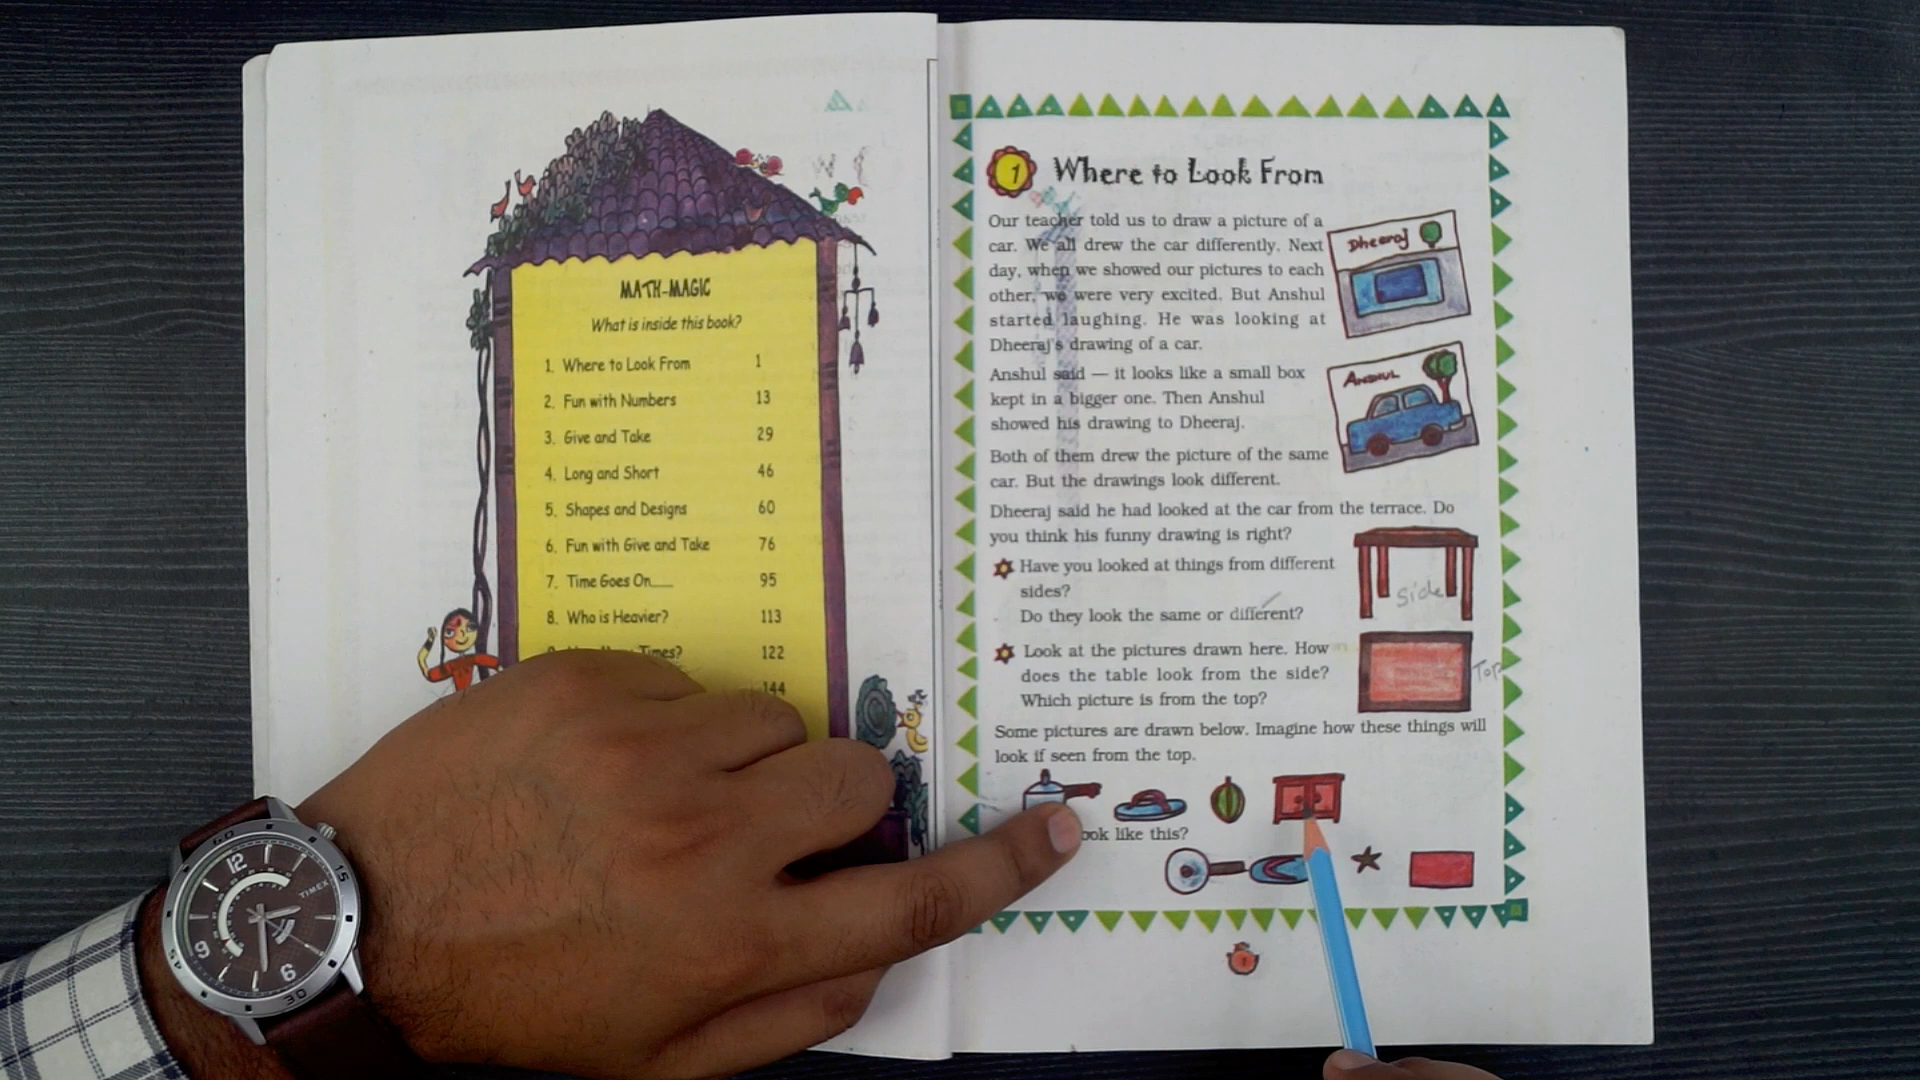 MATH-MAGIC
What is inside this book?
1. Where to Look From 1
2. Fun with Numbers 13
3. Give and Take 29
4. Long and Short 46
5. Shapes and Designs 60
6. Fun with Give and Take 76
7. Time Goes On__ 95
8. Who is Heavier? 113
Times? 122
144
1 Where to Look From
Our teacher told us to draw a picture of a
car. We all drew the car differently. Next
day, when we showed our pictures to each
other, we were very excited. But Anshul
started laughing. He was looking at
Dheeraj's drawing of a car.
Dheeraj
Anshul said — it looks like a small box
kept in a bigger one. Then Anshul
showed his drawing to Dheeraj.
ANSHUL
Both of them drew the picture of the same
car. But the drawings look different.
Dheeraj said he had looked at the car from the terrace. Do
you think his funny drawing is right?
Have you looked at things from different
sides?
Do they look the same or different?
Side
Look at the pictures drawn here. How
does the table look from the side?
Which picture is from the top?
Top
Some pictures are drawn below. Imagine how these things will
look if seen from the top.
look like this?
TIMEX
12
9
6
60
15
30
45